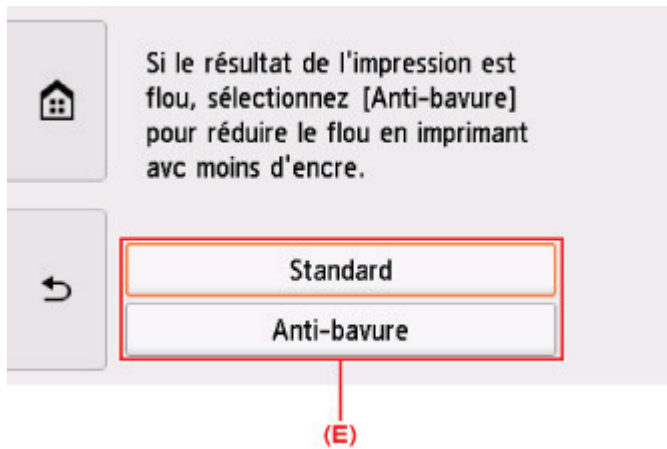 Si le résultat de l'impression est
flou, sélectionnez [Anti-bavure]
pour réduire le flou en imprimant
avc moins d'encre.
Standard
Anti-bavure
(E)